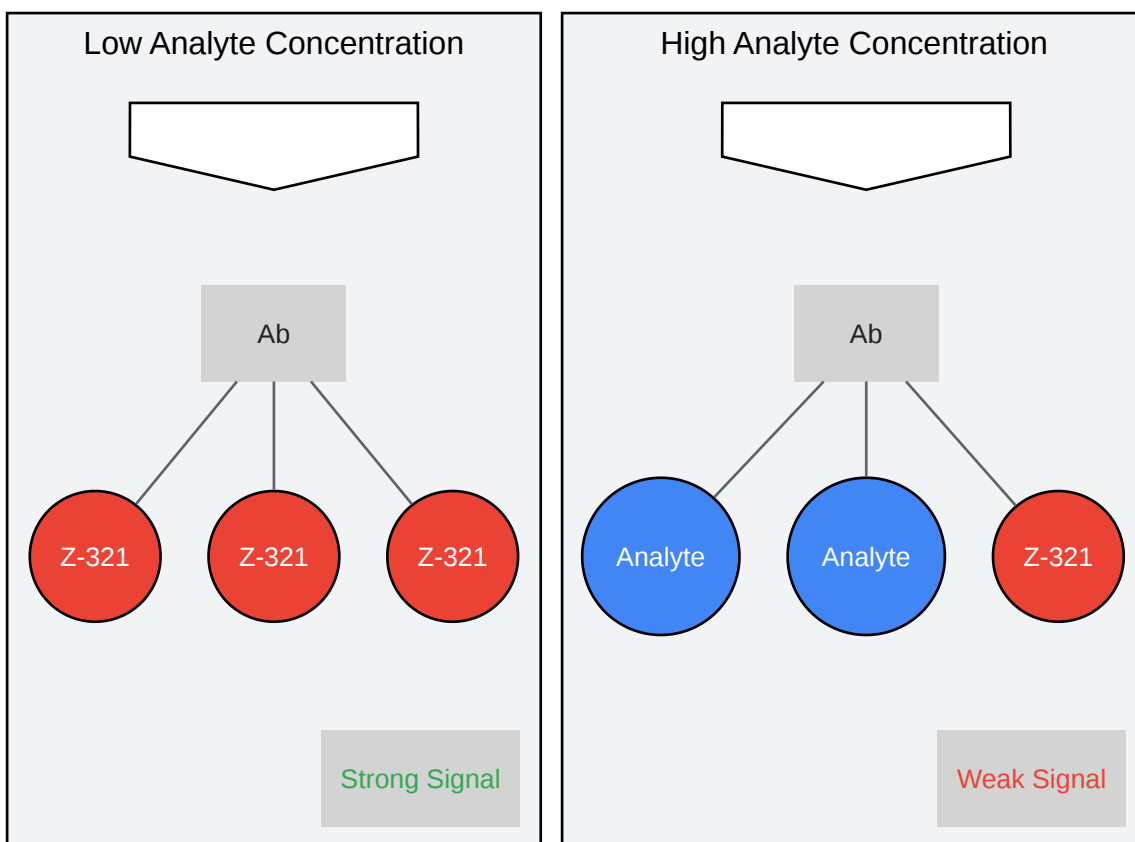 Low Analyte Concentration
Ab
Z-321
Z-321
Z-321
Strong Signal
High Analyte Concentration
Ab
Analyte
Analyte
Z-321
Weak Signal